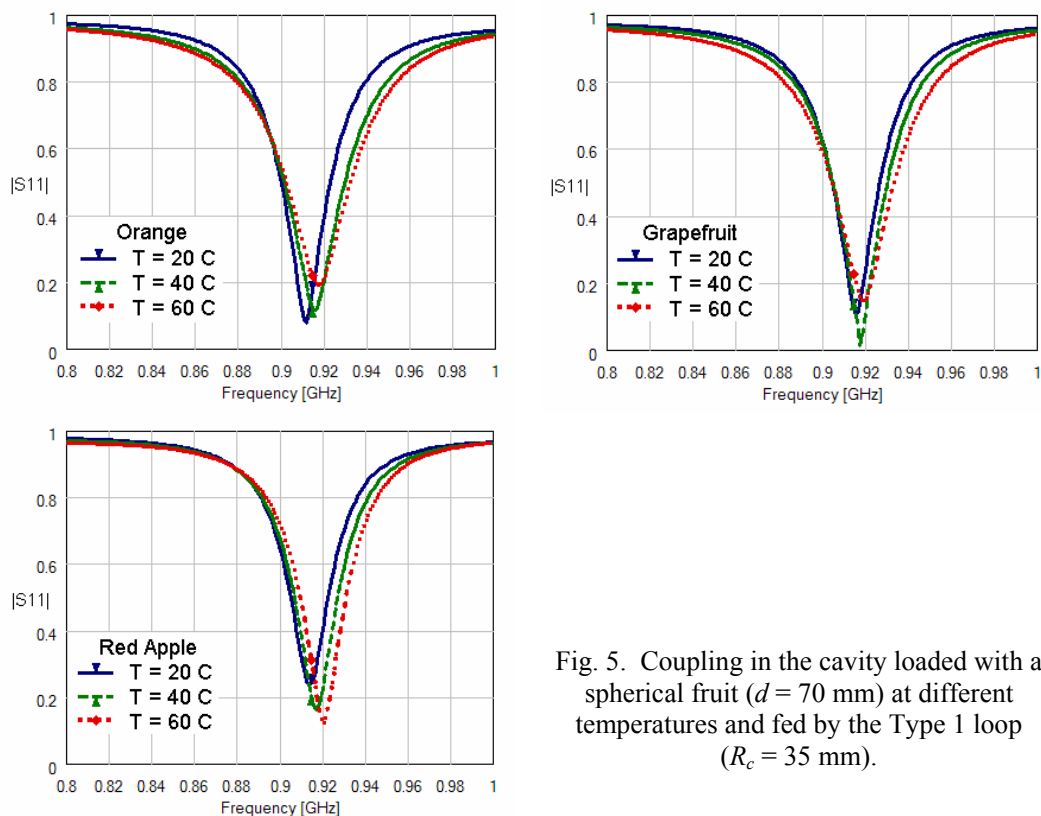 1
0.8
0.6
|S11|
0.4
0.2
0
Orange
T = 20 C
T = 40 C
T = 60 C
0.8 0.82 0.84 0.86 0.88 0.9 0.92 0.94 0.96 0.98 1
Frequency [GHz]
1
0.8
0.6
|S11|
0.4
0.2
0
Grapefruit
T = 20 C
T = 40 C
T = 60 C
0.8 0.82 0.84 0.86 0.88 0.9 0.92 0.94 0.96 0.98 1
Frequency [GHz]
1
0.8
0.6
|S11|
0.4
0.2
0
Red Apple
T = 20 C
T = 40 C
T = 60 C
0.8 0.82 0.84 0.86 0.88 0.9 0.92 0.94 0.96 0.98 1
Frequency [GHz]
Fig. 5. Coupling in the cavity loaded with a
spherical fruit (d = 70 mm) at different
temperatures and fed by the Type 1 loop
(Rc = 35 mm).